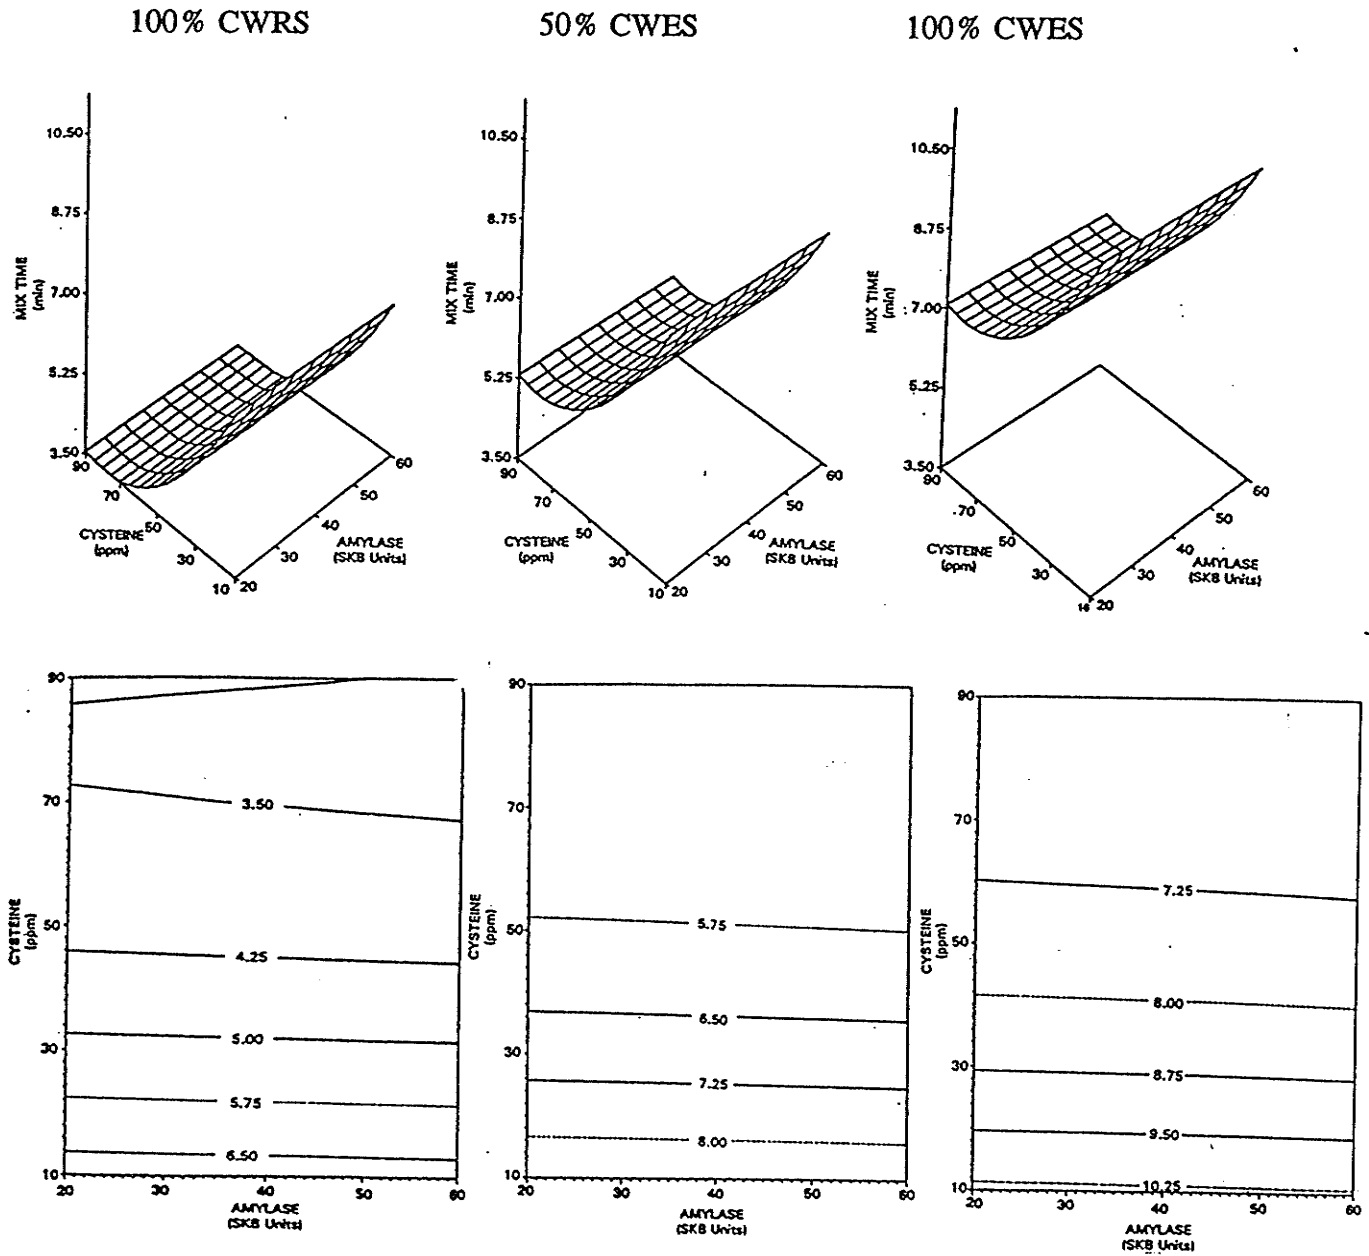 100% CWRS
50% CWES
100% CWES
10.50
8.75
7.00
5.25
3.50
MIX TIME
(min)
90
70
50
30
10
CYSTEINE
(ppm)
20
30
40
50
60
AMYLASE
(SKB Units)
10.50
8.75
7.00
5.25
3.50
MIX TIME
(min)
90
70
50
30
10
CYSTEINE
(ppm)
20
30
40
50
60
AMYLASE
(SKB Units)
10.50
8.75
7.00
5.25
3.50
MIX TIME
(min)
90
70
50
30
CYSTEINE
(ppm)
20
30
40
50
60
AMYLASE
(SKB Units)
90
70
50
30
10
CYSTEINE
(ppm)
3.50
4.25
5.00
5.75
6.50
20
30
40
50
60
AMYLASE
(SKB Units)
90
70
50
30
10
CYSTEINE
(ppm)
5.75
6.50
7.25
8.00
20
30
40
50
60
AMYLASE
(SKB Units)
90
70
50
30
10
CYSTEINE
(ppm)
7.25
8.00
8.75
9.50
10.25
20
30
40
50
60
AMYLASE
(SKB Units)